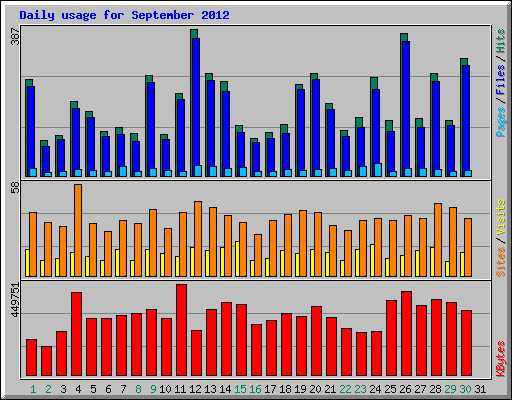 Daily usage for September 2012
387
Pages / Files / Hits
58
Sites / Visits
449751
KBytes
1 2 3 4 5 6 7 8 9 10 11 12 13 14 15 16 17 18 19 20 21 22 23 24 25 26 27 28 29 30 31